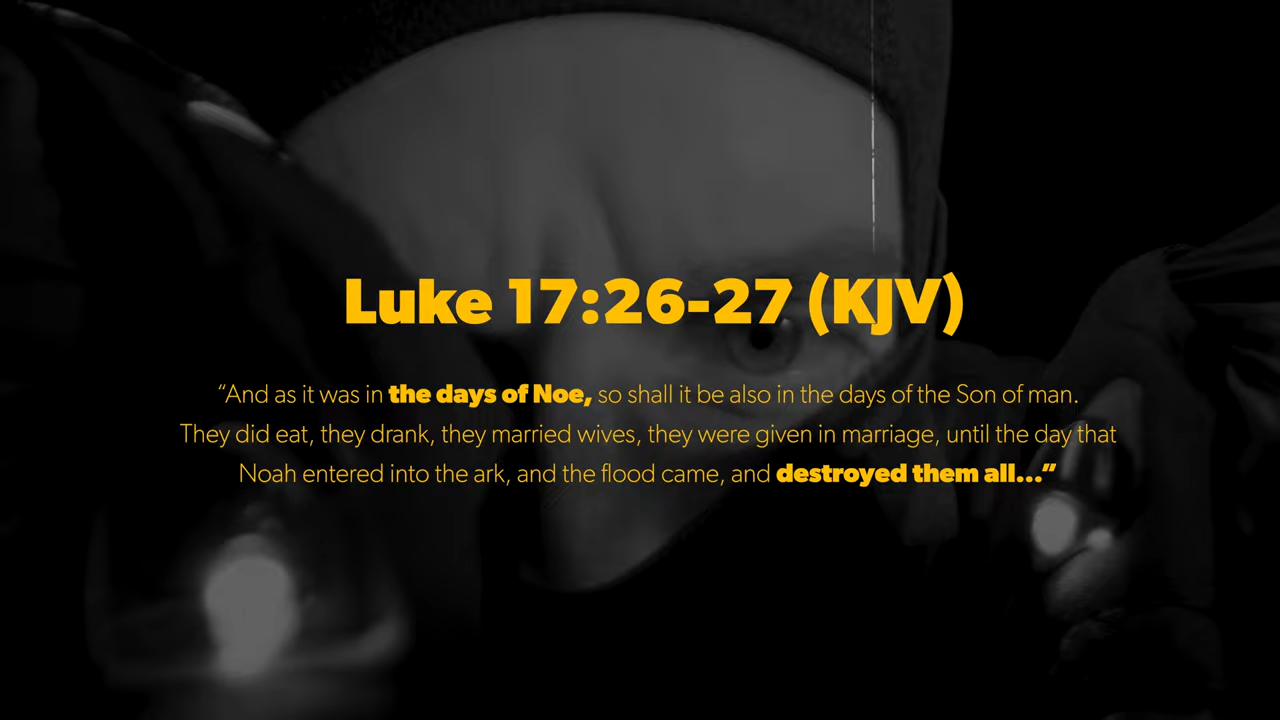 Luke 17:26-27 (KJV)
“And as it was in the days of Noe, so shall it be also in the days of the Son of man.
They did eat, they drank, they married wives, they were given in marriage, until the day that
Noah entered into the ark, and the flood came, and destroyed them all...”